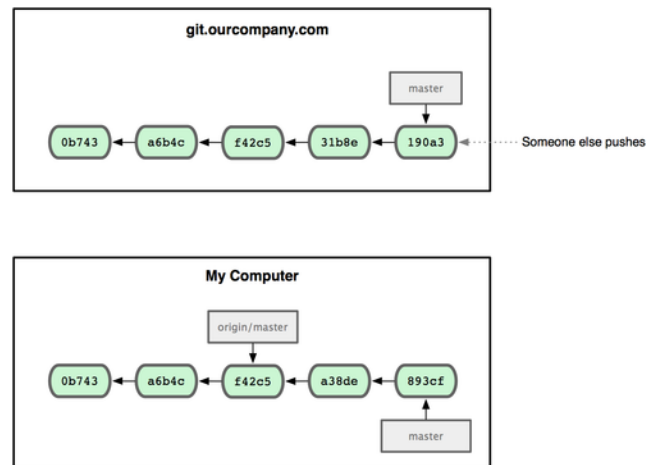 git.ourcompany.com
master
0b743 a6b4c f42c5 31b8e 190a3 Someone else pushes
My Computer
origin/master
0b743 a6b4c f42c5 a38de 893cf
master